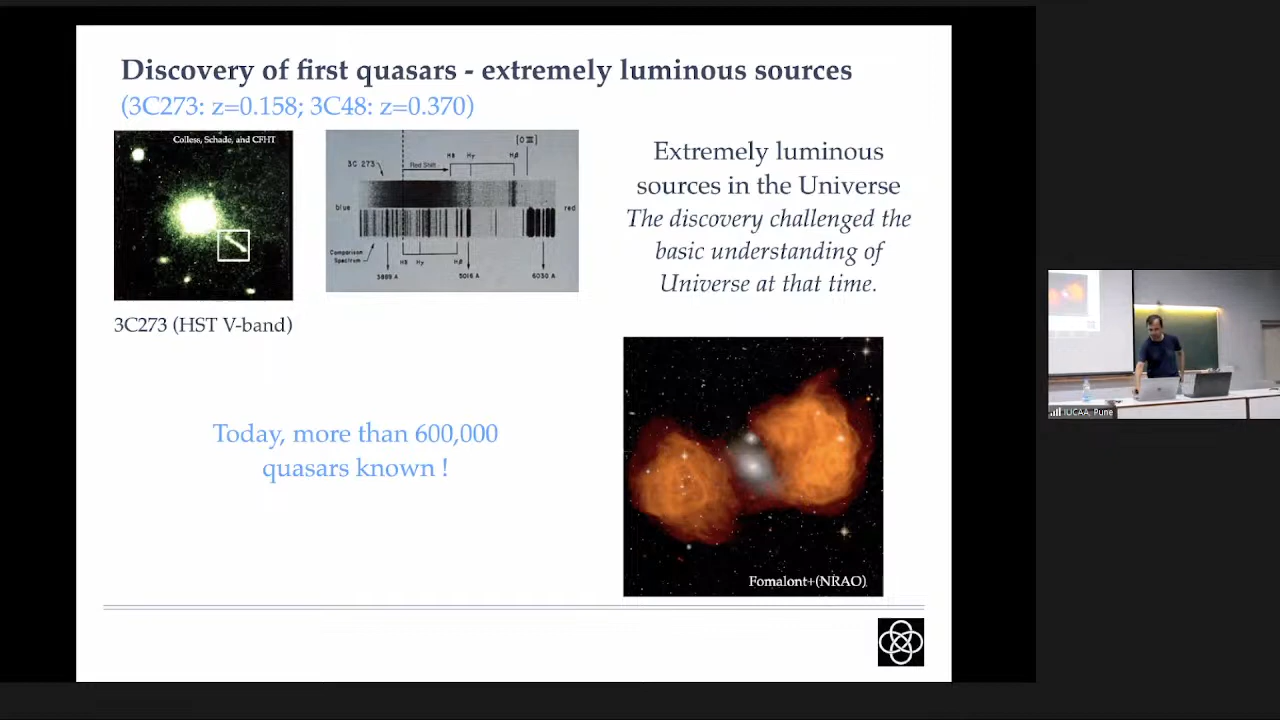 Discovery of first quasars - extremely luminous sources
(3C273: z=0.158; 3C48: z=0.370)
Colless, Schade, and CFHT
3C273 (HST V-band)
[O III]
3C 273
Red Shift
Hδ Hγ Hβ
blue
red
Comparison
Spectrum
Hδ Hγ Hβ
3889 A 5016 A 6030 A
Extremely luminous
sources in the Universe
The discovery challenged the
basic understanding of
Universe at that time.
Today, more than 600,000
quasars known !
Fomalont+(NRAO)
IUCAA, Pune